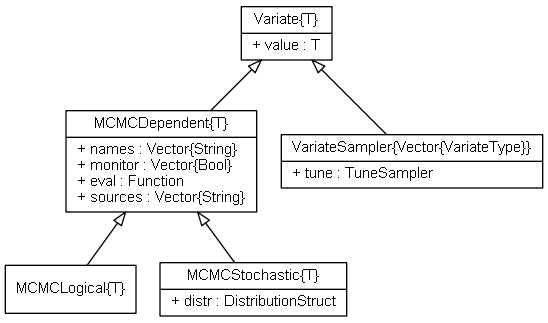 Variate{T}
+ value : T
MCMCDependent{T}
+ names : Vector{String}
+ monitor : Vector{Bool}
+ eval : Function
+ sources : Vector{String}
VariateSampler{Vector{VariateType}}
+ tune : TuneSampler
MCMCLogical{T}
MCMCStochastic{T}
+ distr : DistributionStruct